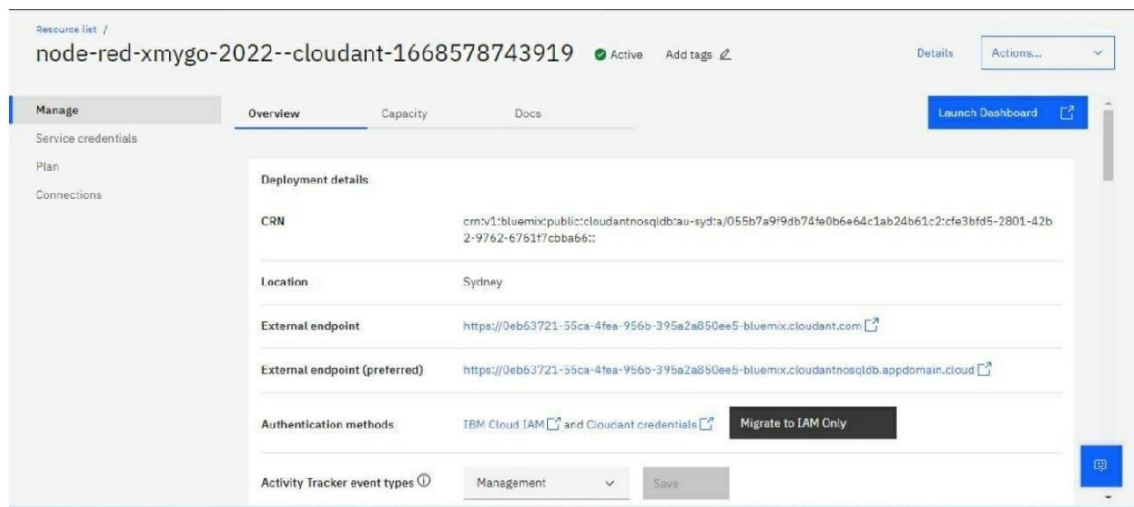 Resource list /
node-red-xmygo-2022--cloudant-1668578743919 Active Add tags Details Actions...
Manage
Service credentials
Plan
Connections
Overview Capacity Docs Launch Dashboard
Deployment details
CRN crn:v1:bluemix:public:cloudantnosqldb:au-syd:a/055b7a9f9db74fe0b6e64c1ab24b61c2:cfe3bfd5-2801-42b
2-9762-6761f7cbba66::
Location Sydney
External endpoint https://0eb63721-55ca-4fea-956b-395a2a850ee5-bluemix.cloudant.com
External endpoint (preferred) https://0eb63721-55ca-4fea-956b-395a2a850ee5-bluemix.cloudantnosqldb.appdomain.cloud
Authentication methods IBM Cloud IAM and Cloudant credentials Migrate to IAM Only
Activity Tracker event types Management Save